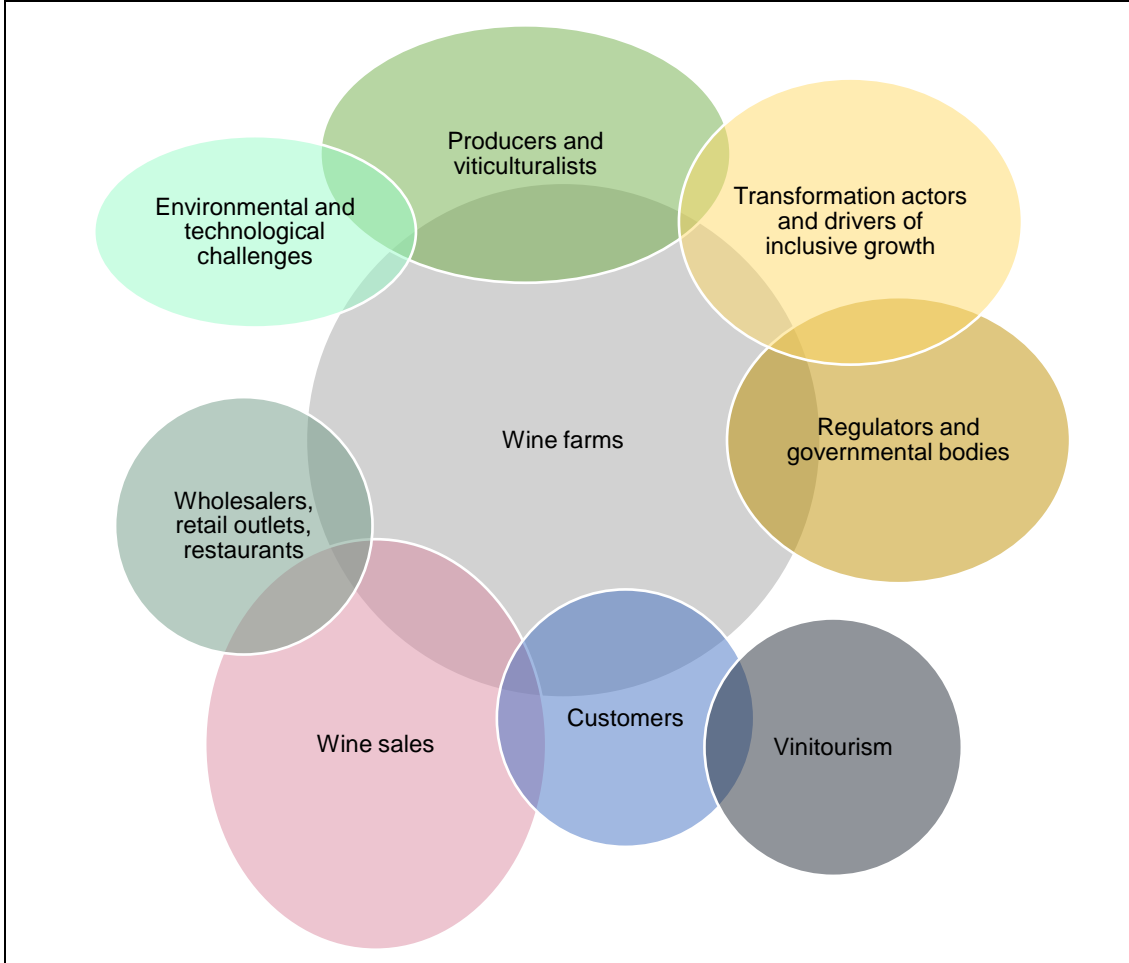 Producers and
viticulturalists
Transformation actors
and drivers of
inclusive growth
Environmental and
technological
challenges
Wine farms
Regulators and
governmental bodies
Wholesalers,
retail outlets,
restaurants
Wine sales
Customers
Vinitourism